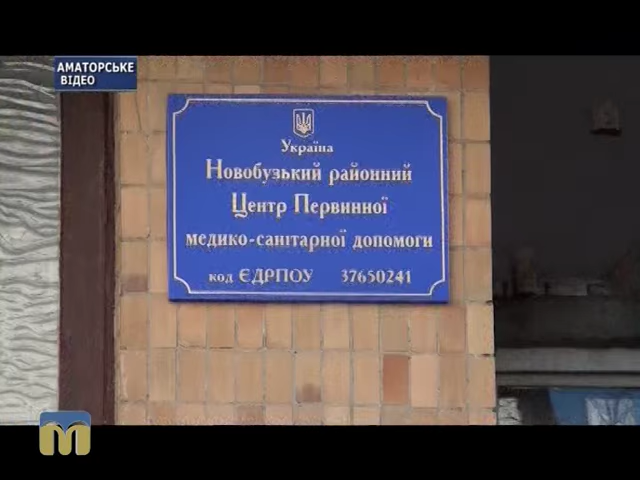 АМАТОРСЬКЕ
ВІДЕО
Україна
Новобузький районний
Центр Первинної
медико-санітарної допомоги
код ЄДРПОУ 37650241